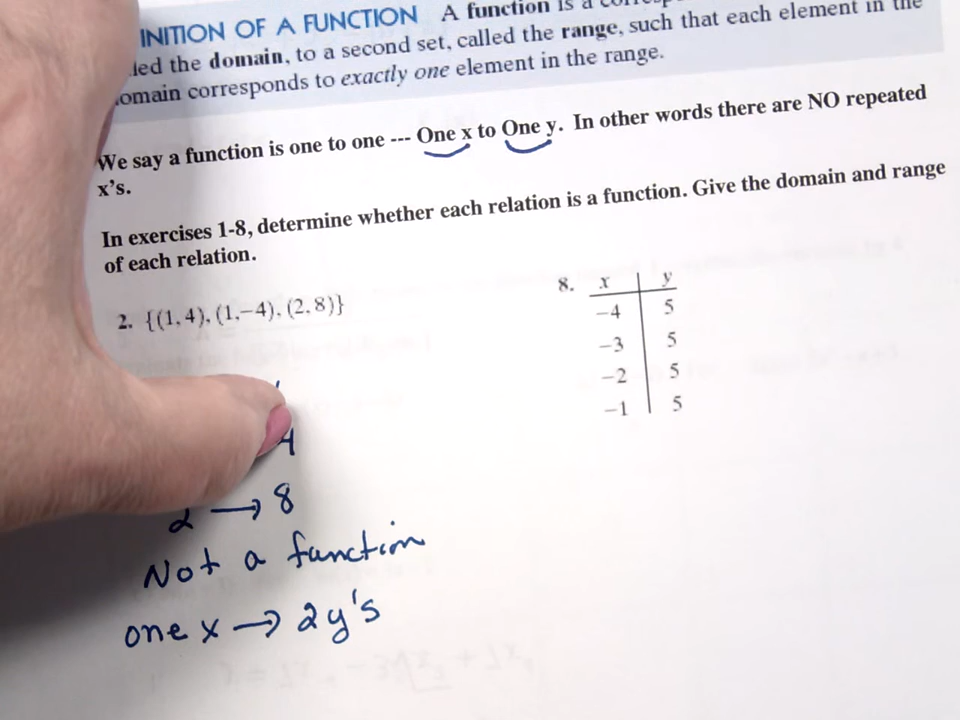 INITION OF A FUNCTION A function is a
led the domain, to a second set, called the range, such that each element in the
omain corresponds to exactly one element in the range.
We say a function is one to one --- One x to One y. In other words there are NO repeated
x's.
In exercises 1-8, determine whether each relation is a function. Give the domain and range
of each relation.
2. {(1, 4), (1, −4), (2, 8)}
8. x y
−4 5
−3 5
−2 5
−1 5
4
2 → 8
Not a function
one x → 2y's